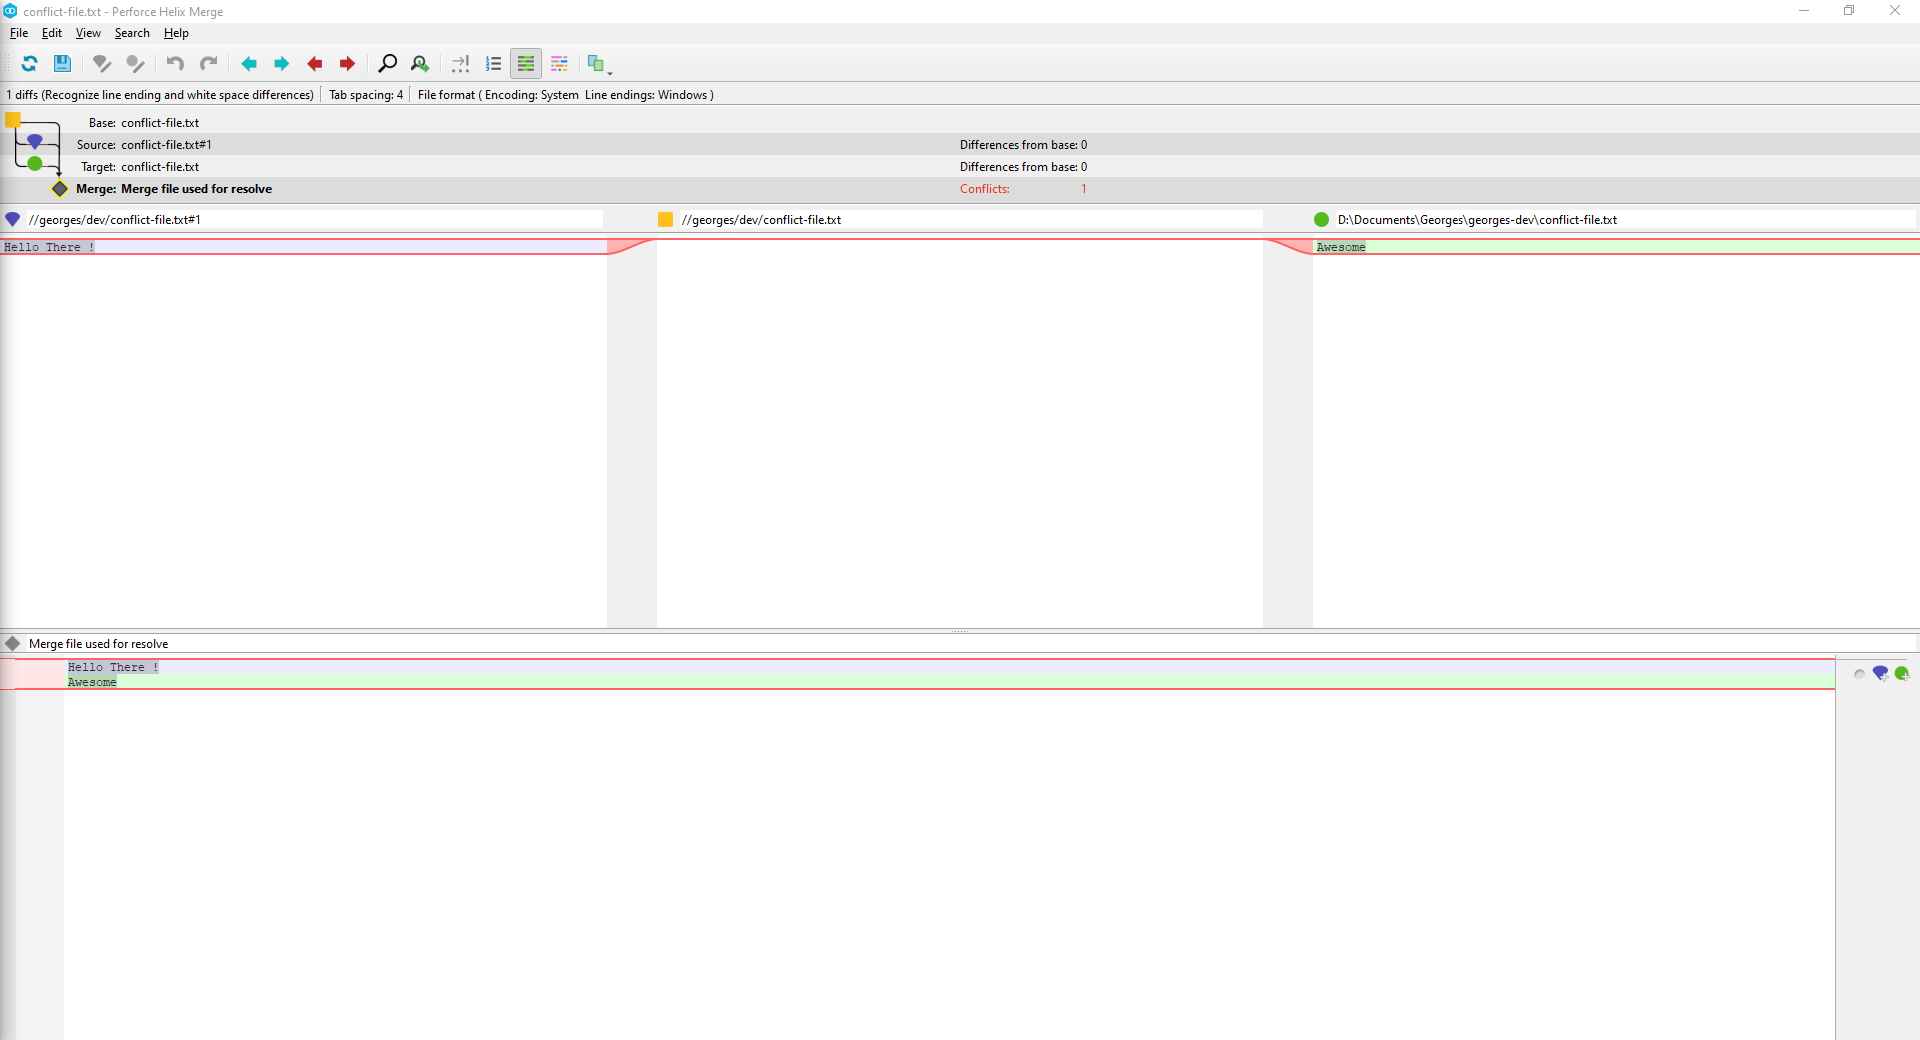 conflict-file.txt - Perforce Helix Merge
File Edit View Search Help
1 diffs (Recognize line ending and white space differences) Tab spacing: 4 File format ( Encoding: System Line endings: Windows )
Base: conflict-file.txt
Source: conflict-file.txt#1 Differences from base: 0
Target: conflict-file.txt Differences from base: 0
Merge: Merge file used for resolve Conflicts: 1
//georges/dev/conflict-file.txt#1 //georges/dev/conflict-file.txt D:\Documents\Georges\georges-dev\conflict-file.txt
Hello There ! Awesome
Merge file used for resolve
Hello There !
Awesome